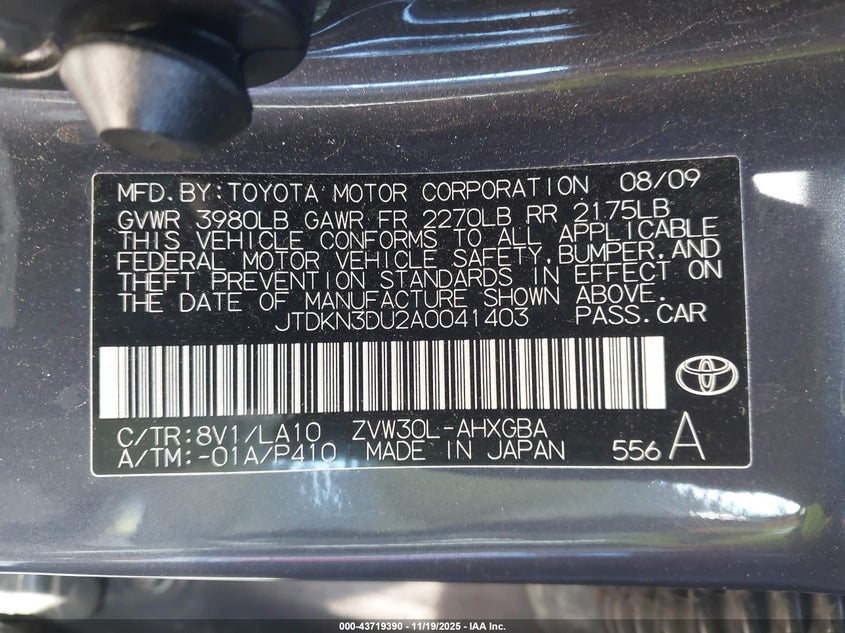 MFD.BY:TOYOTA MOTOR CORPORATION 08/09
GVWR 3980LB GAWR FR 2270LB RR 2175LB
THIS VEHICLE CONFORMS TO ALL APPLICABLE
FEDERAL MOTOR VEHICLE SAFETY,BUMPER,AND
THEFT PREVENTION STANDARDS IN EFFECT ON
THE DATE OF MANUFACTURE SHOWN ABOVE.
JTDKN3DU2A0041403 PASS.CAR
C/TR:8V1/LA10 ZVW30L-AHXGBA
A/TM:-01A/P410 MADE IN JAPAN 556 A
000-43719390 - 11/19/2025 - IAA Inc.